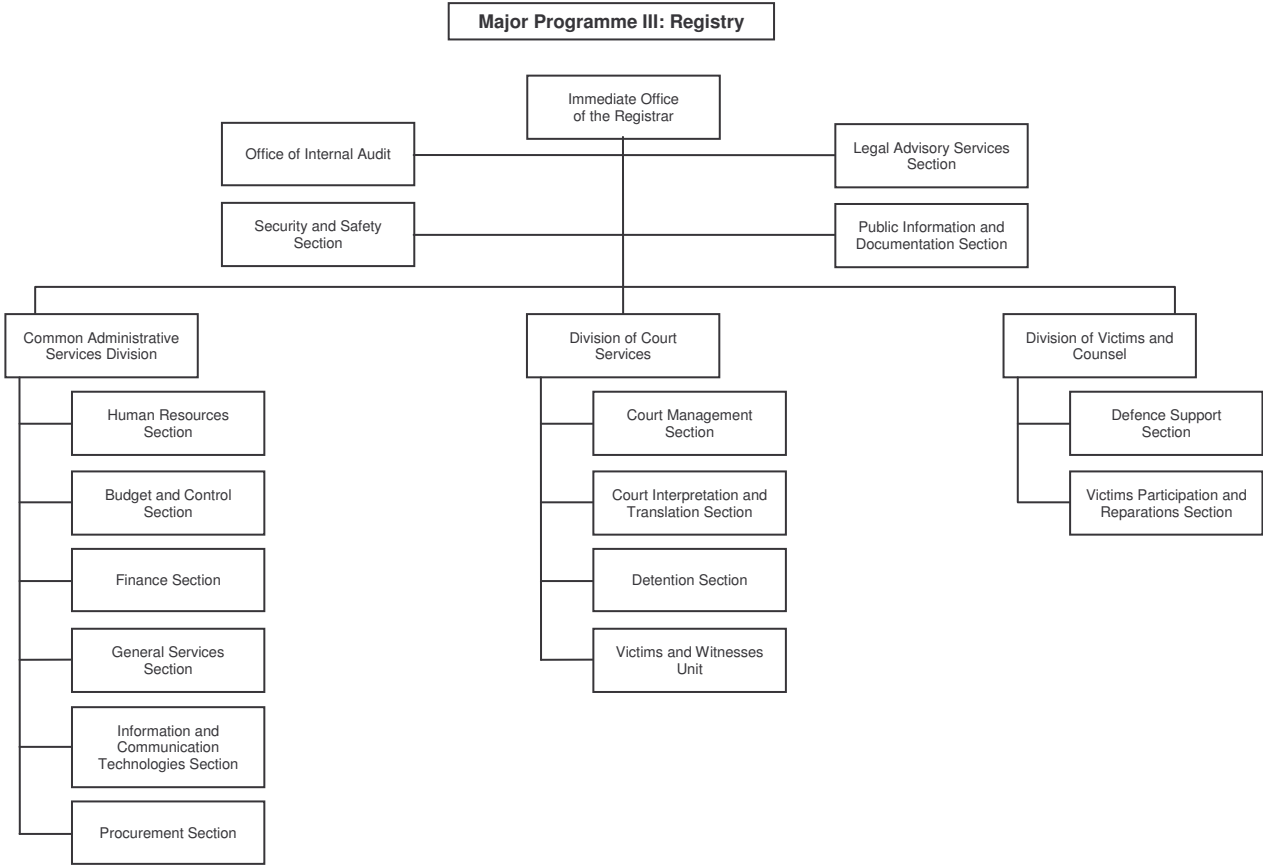 Major Programme III: Registry
Immediate Office
of the Registrar
Office of Internal Audit
Legal Advisory Services
Section
Security and Safety
Section
Public Information and
Documentation Section
Common Administrative
Services Division
Division of Court
Services
Division of Victims and
Counsel
Human Resources
Section
Budget and Control
Section
Finance Section
General Services
Section
Information and
Communication
Technologies Section
Procurement Section
Court Management
Section
Court Interpretation and
Translation Section
Detention Section
Victims and Witnesses
Unit
Defence Support
Section
Victims Participation and
Reparations Section